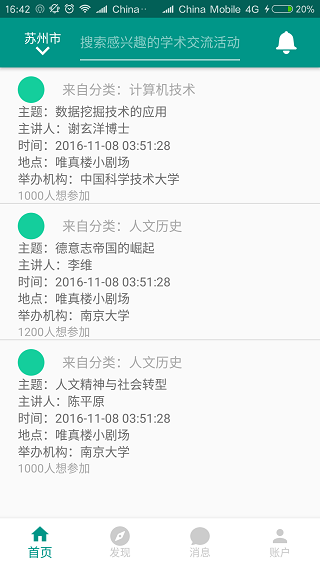 16:42
China···
China Mobile 4G
20%
苏州市
搜索感兴趣的学术交流活动
来自分类：计算机技术
主题：数据挖掘技术的应用
主讲人：谢玄洋博士
时间：2016-11-08 03:51:28
地点：唯真楼小剧场
举办机构：中国科学技术大学
1000人想参加
来自分类：人文历史
主题：德意志帝国的崛起
主讲人：李维
时间：2016-11-08 03:51:28
地点：唯真楼小剧场
举办机构：南京大学
1200人想参加
来自分类：人文历史
主题：人文精神与社会转型
主讲人：陈平原
时间：2016-11-08 03:51:28
地点：唯真楼小剧场
举办机构：南京大学
1000人想参加
首页
发现
消息
账户